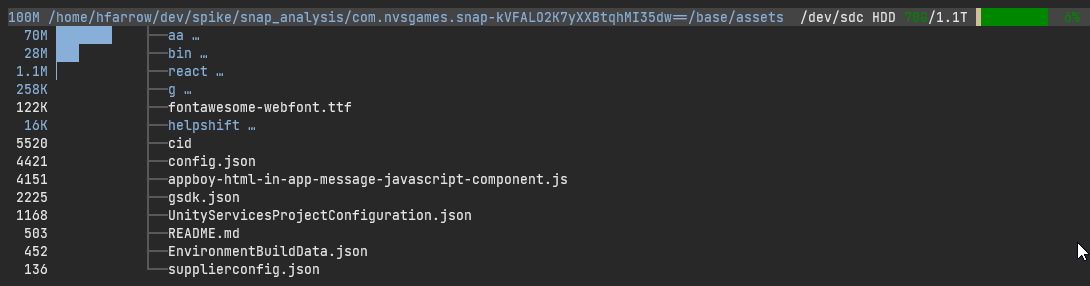 100M /home/hfarrow/dev/spike/snap_analysis/com.nvsgames.snap-kVFALO2K7yXXBtqhMI35dw==/base/assets /dev/sdc HDD 70G/1.1T 6%
70M aa …
28M bin …
1.1M react …
258K g …
122K fontawesome-webfont.ttf
16K helpshift …
5520 cid
4421 config.json
4151 appboy-html-in-app-message-javascript-component.js
2225 gsdk.json
1168 UnityServicesProjectConfiguration.json
503 README.md
452 EnvironmentBuildData.json
136 supplierconfig.json